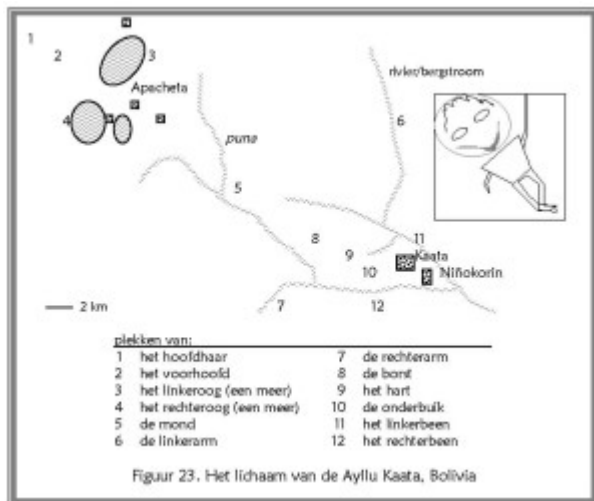 1
2
3
Apacheta
4
puna
5
rivier/bergstroom
6
8
9
11
Kaata
10
Niñokorin
7
12
2 km
plekken van:
1 het hoofdhaar
2 het voorhoofd
3 het linkeroog (een meer)
4 het rechteroog (een meer)
5 de mond
6 de linkerarm
7 de rechterarm
8 de borst
9 het hart
10 de onderbuik
11 het linkerbeen
12 het rechterbeen
Figuur 23. Het lichaam van de Ayllu Kaata, Bolivia